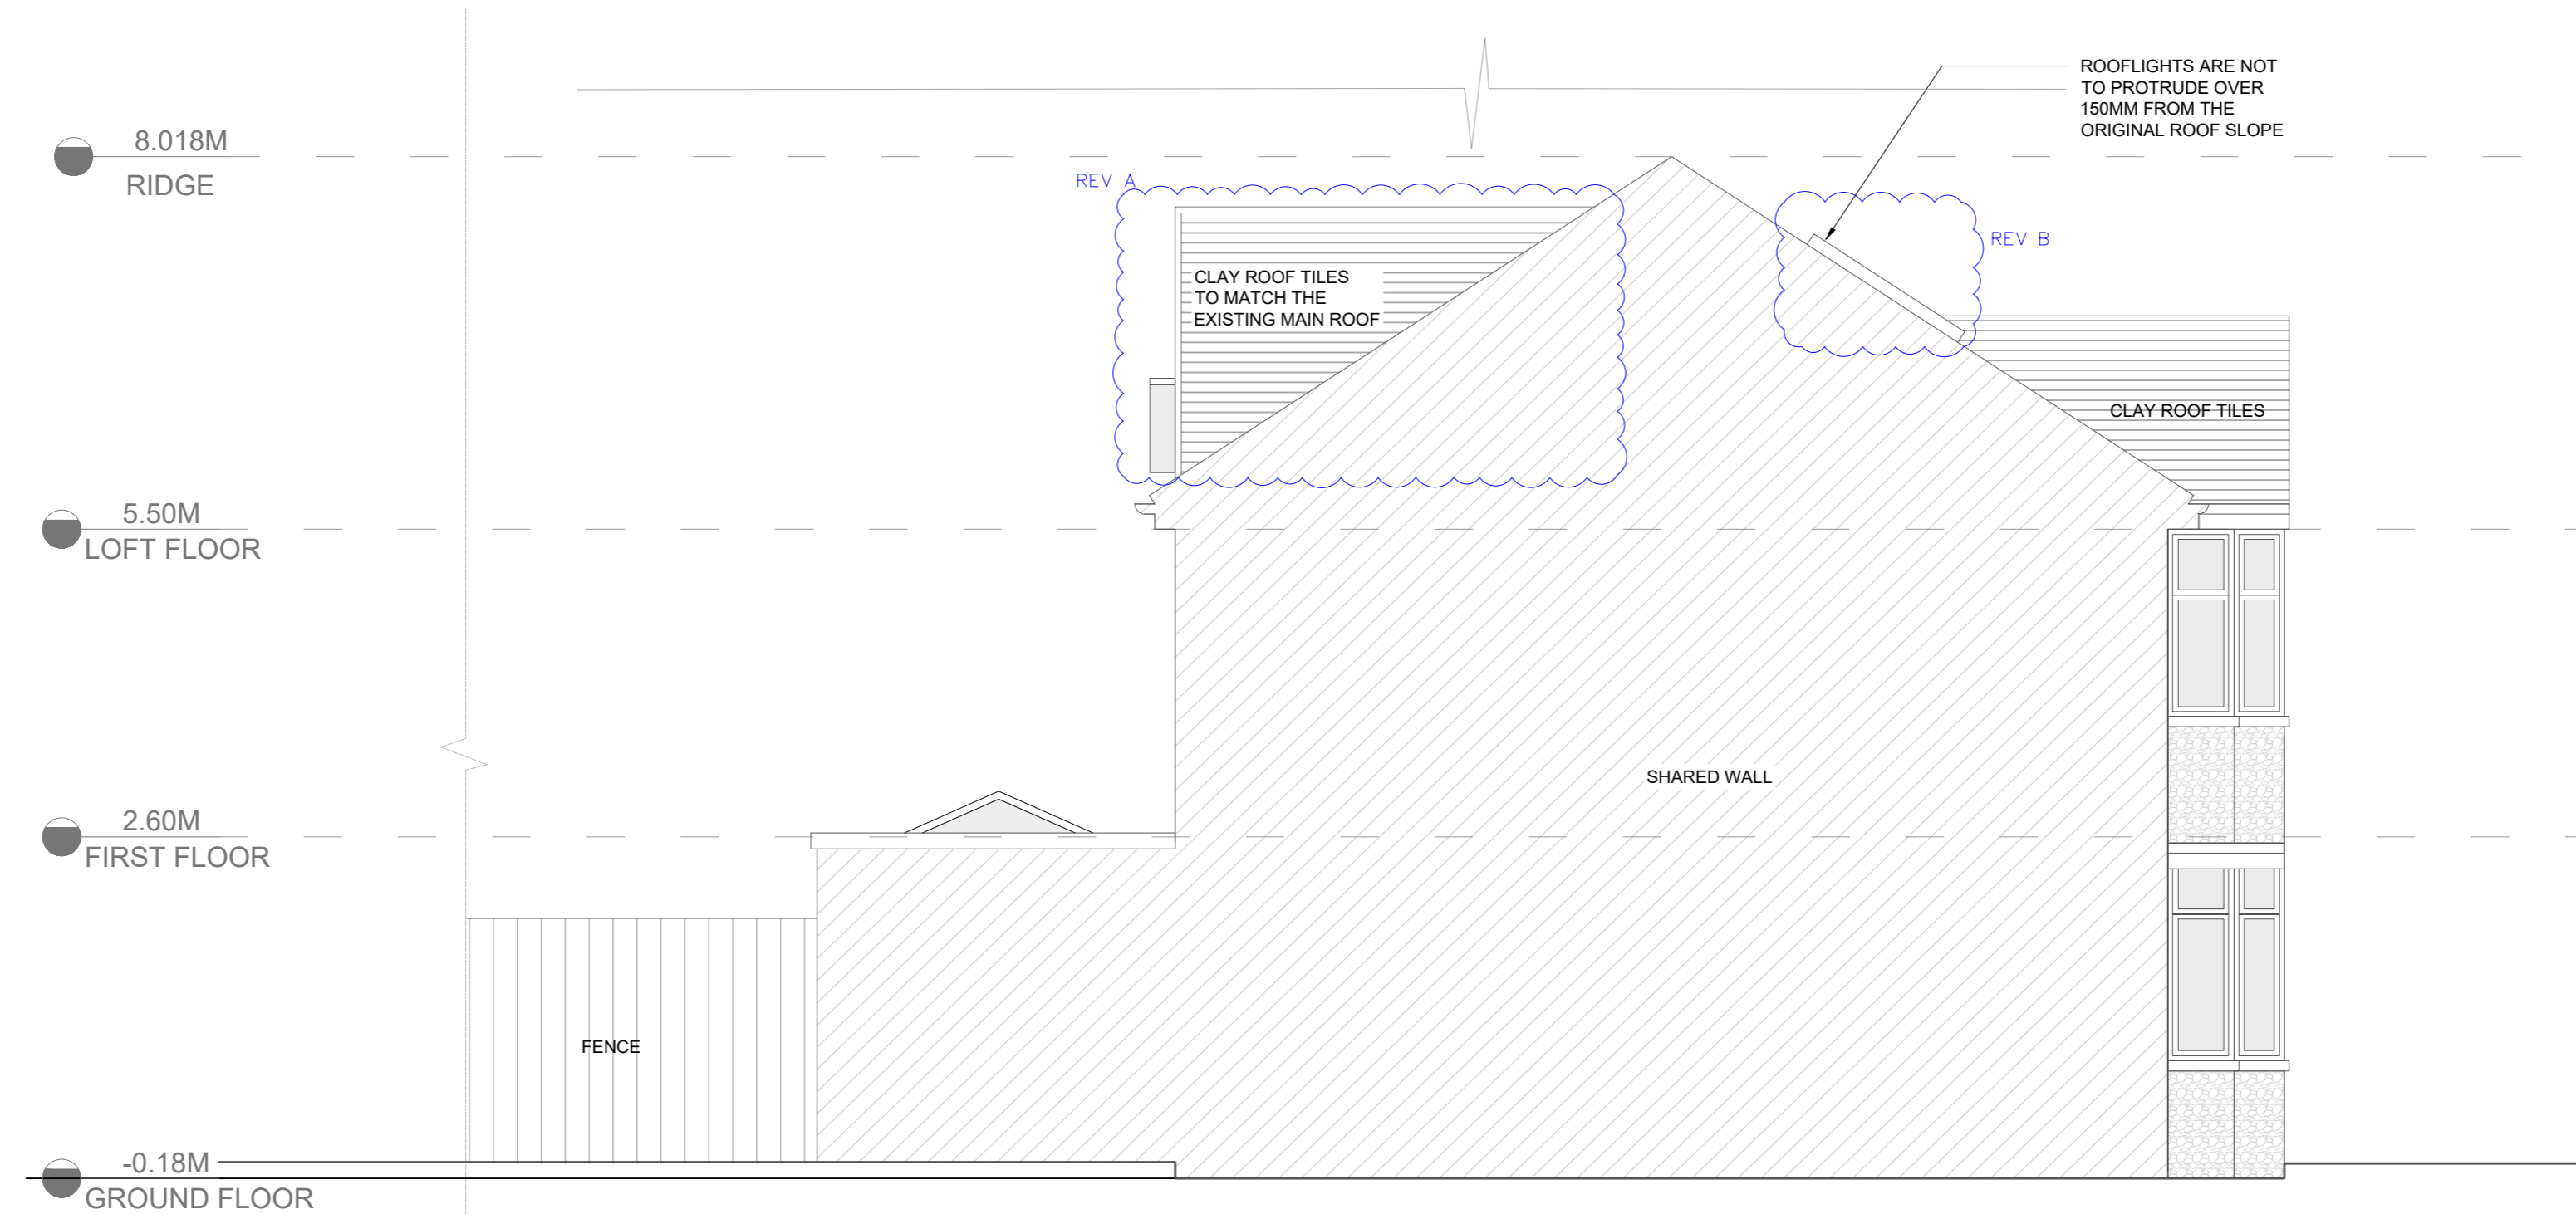 ROOFLIGHTS ARE NOT
TO PROTRUDE OVER
150MM FROM THE
ORIGINAL ROOF SLOPE
8.018M
RIDGE
REV A
REV B
CLAY ROOF TILES
TO MATCH THE
EXISTING MAIN ROOF
CLAY ROOF TILES
5.50M
LOFT FLOOR
SHARED WALL
2.60M
FIRST FLOOR
FENCE
-0.18M
GROUND FLOOR